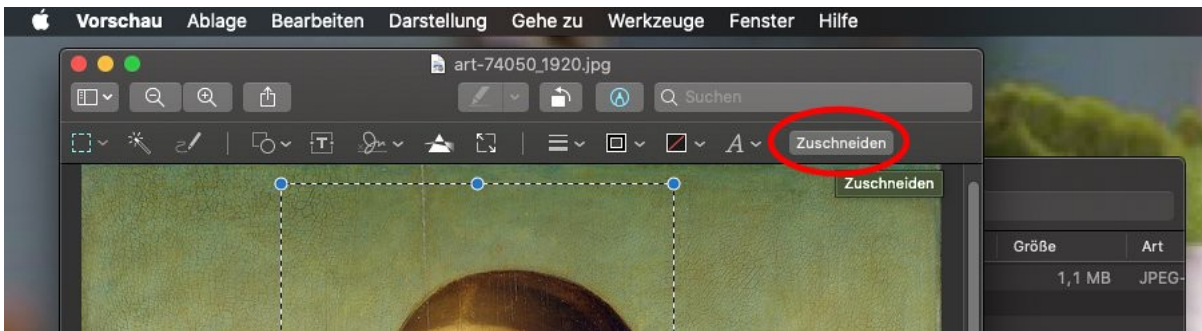 Vorschau Ablage Bearbeiten Darstellung Gehe zu Werkzeuge Fenster Hilfe
art-74050_1920.jpg
Suchen
T
A
Zuschneiden
Zuschneiden
Größe Art
1,1 MB JPEG-